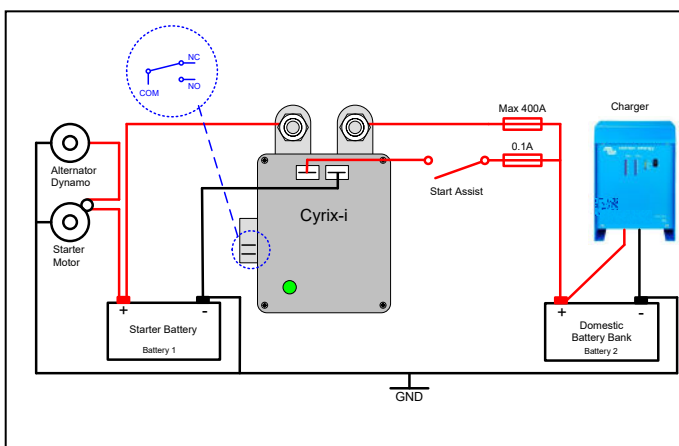 NC
COM
NO
Max 400A
Charger
0.1A
Alternator
Dynamo
Start Assist
Cyrix-i
Starter
Motor
+ -
Starter Battery
Battery 1
+ -
Domestic
Battery Bank
Battery 2
GND